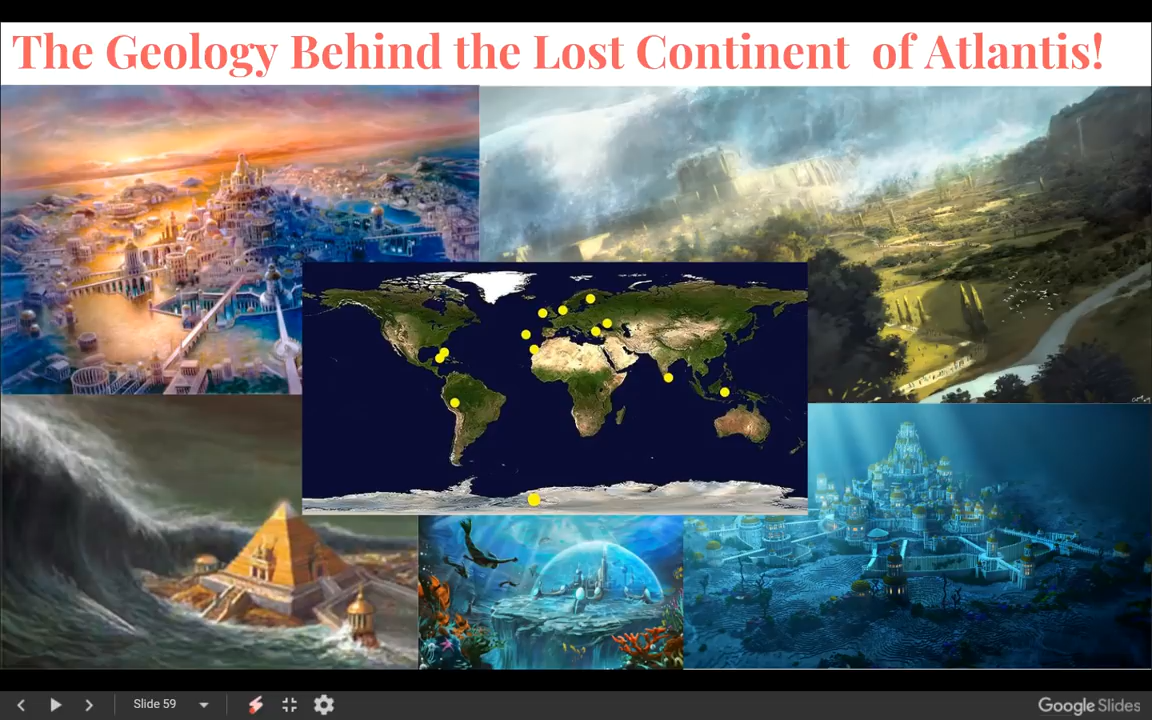 The Geology Behind the Lost Continent of Atlantis!
Slide 59
Google Slides